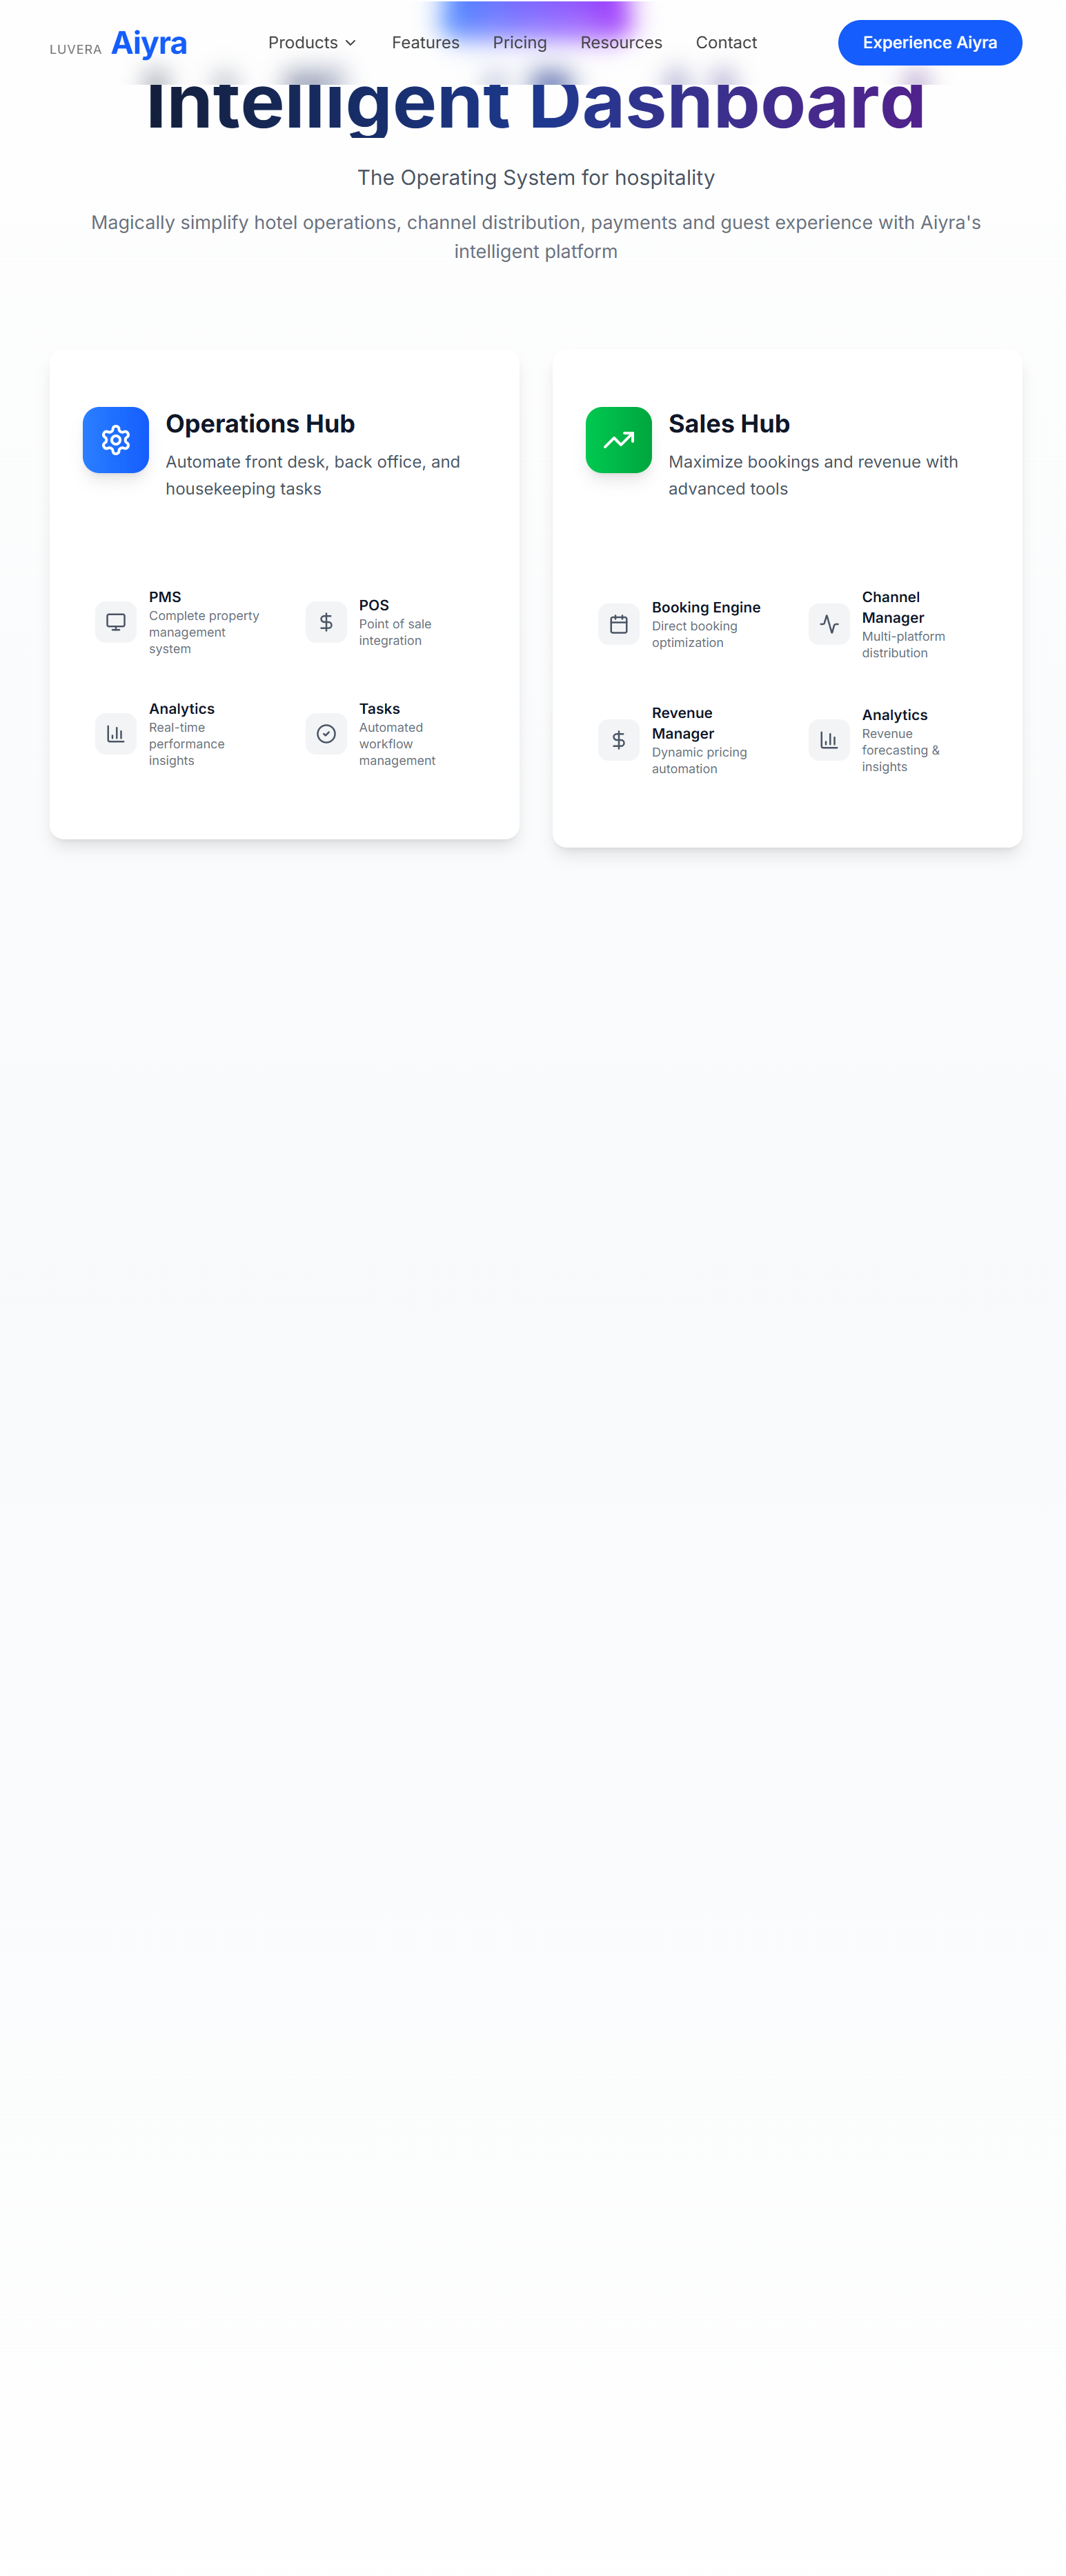 LUVERA Aiyra
Products
Features
Pricing
Resources
Contact
Experience Aiyra
Intelligent Dashboard
The Operating System for hospitality
Magically simplify hotel operations, channel distribution, payments and guest experience with Aiyra's
intelligent platform
Operations Hub
Automate front desk, back office, and
housekeeping tasks
PMS
Complete property
management
system
POS
Point of sale
integration
Analytics
Real-time
performance
insights
Tasks
Automated
workflow
management
Sales Hub
Maximize bookings and revenue with
advanced tools
Booking Engine
Direct booking
optimization
Channel
Manager
Multi-platform
distribution
Revenue
Manager
Dynamic pricing
automation
Analytics
Revenue
forecasting &
insights